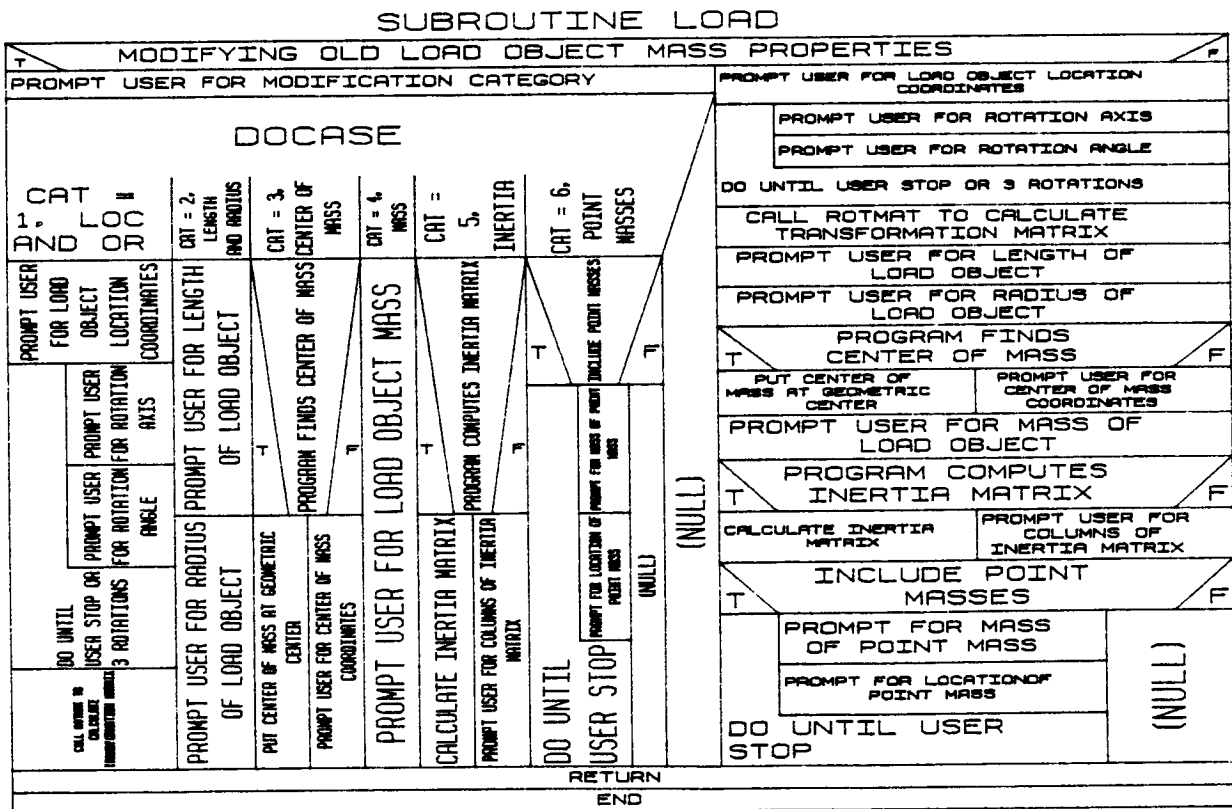 SUBROUTINE LOAD
T
MODIFYING OLD LOAD OBJECT MASS PROPERTIES
F
PROMPT USER FOR MODIFICATION CATEGORY
DOCASE
CAT =
1, LOC
AND OR
CAT = 2,
LENGTH
AND RADIUS
CAT = 3,
CENTER OF
MASS
CAT = 4,
MASS
CAT =
5,
INERTIA
CAT = 6,
POINT
MASSES
PROMPT USER
FOR LOAD
OBJECT
LOCATION
COORDINATES
PROMPT USER
FOR ROTATION
AXIS
PROMPT USER
FOR ROTATION
ANGLE
DO UNTIL
USER STOP OR
3 ROTATIONS
CALL ROTMAT TO
CALCULATE
TRANSFORMATION MATRIX
PROMPT USER FOR LENGTH
OF LOAD OBJECT
PROMPT USER FOR RADIUS
OF LOAD OBJECT
T
PROGRAM FINDS CENTER OF MASS
F
PUT CENTER OF MASS AT GEOMETRIC
CENTER
PROMPT USER FOR CENTER OF MASS
COORDINATES
PROMPT USER FOR LOAD OBJECT MASS
T
PROGRAM COMPUTES INERTIA MATRIX
F
CALCULATE INERTIA MATRIX
PROMPT USER FOR COLUMNS OF INERTIA
MATRIX
T
INCLUDE POINT MASSES
F
PROMPT FOR MASS OF POINT
MASS
PROMPT FOR LOCATION OF
POINT MASS
DO UNTIL
USER STOP
(NULL)
(NULL)
PROMPT USER FOR LOAD OBJECT LOCATION
COORDINATES
PROMPT USER FOR ROTATION AXIS
PROMPT USER FOR ROTATION ANGLE
DO UNTIL USER STOP OR 3 ROTATIONS
CALL ROTMAT TO CALCULATE
TRANSFORMATION MATRIX
PROMPT USER FOR LENGTH OF
LOAD OBJECT
PROMPT USER FOR RADIUS OF
LOAD OBJECT
T
PROGRAM FINDS
CENTER OF MASS
F
PUT CENTER OF
MASS AT GEOMETRIC
CENTER
PROMPT USER FOR
CENTER OF MASS
COORDINATES
PROMPT USER FOR MASS OF
LOAD OBJECT
T
PROGRAM COMPUTES
INERTIA MATRIX
F
CALCULATE INERTIA
MATRIX
PROMPT USER FOR
COLUMNS OF
INERTIA MATRIX
T
INCLUDE POINT
MASSES
F
PROMPT FOR MASS
OF POINT MASS
PROMPT FOR LOCATIONOF
POINT MASS
DO UNTIL USER
STOP
(NULL)
RETURN
END